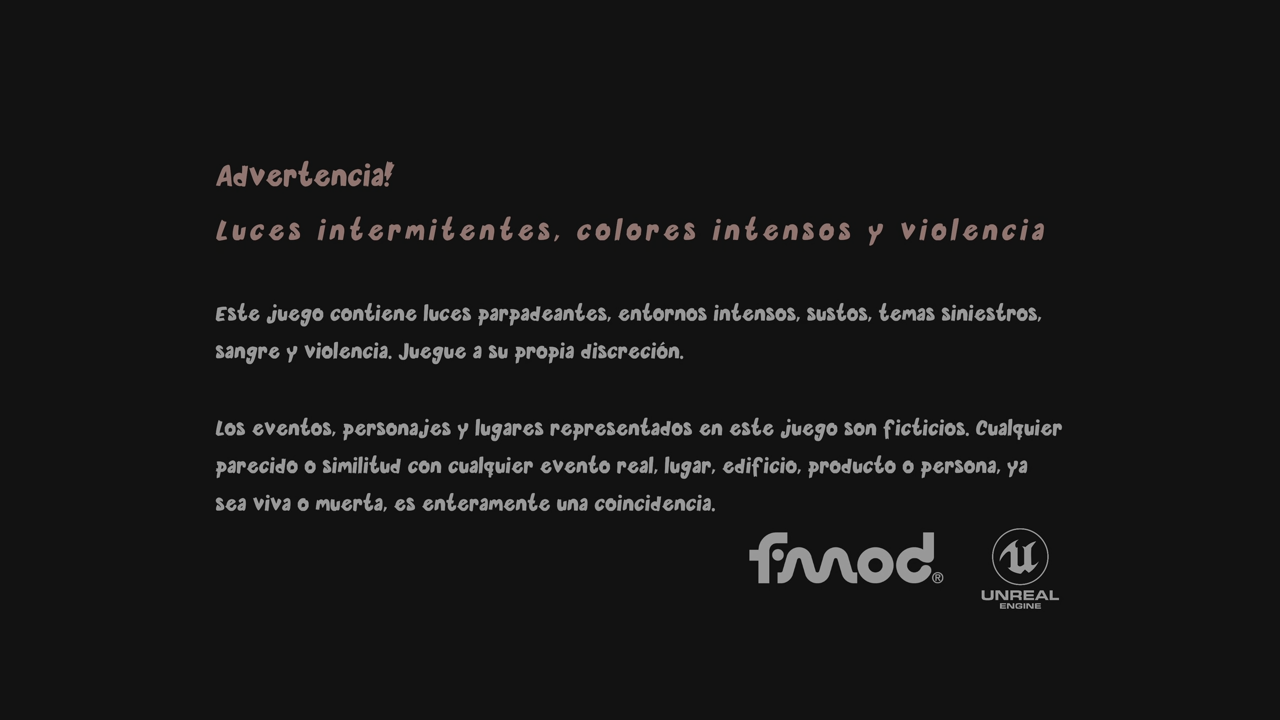 Advertencia!
Luces intermitentes, colores intensos y violencia
Este juego contiene luces parpadeantes, entornos intensos, sustos, temas siniestros,
sangre y violencia. Juegue a su propia discreción.
Los eventos, personajes y lugares representados en este juego son ficticios. Cualquier
parecido o similitud con cualquier evento real, lugar, edificio, producto o persona, ya
sea viva o muerta, es enteramente una coincidencia.
fmod®
UNREAL
ENGINE